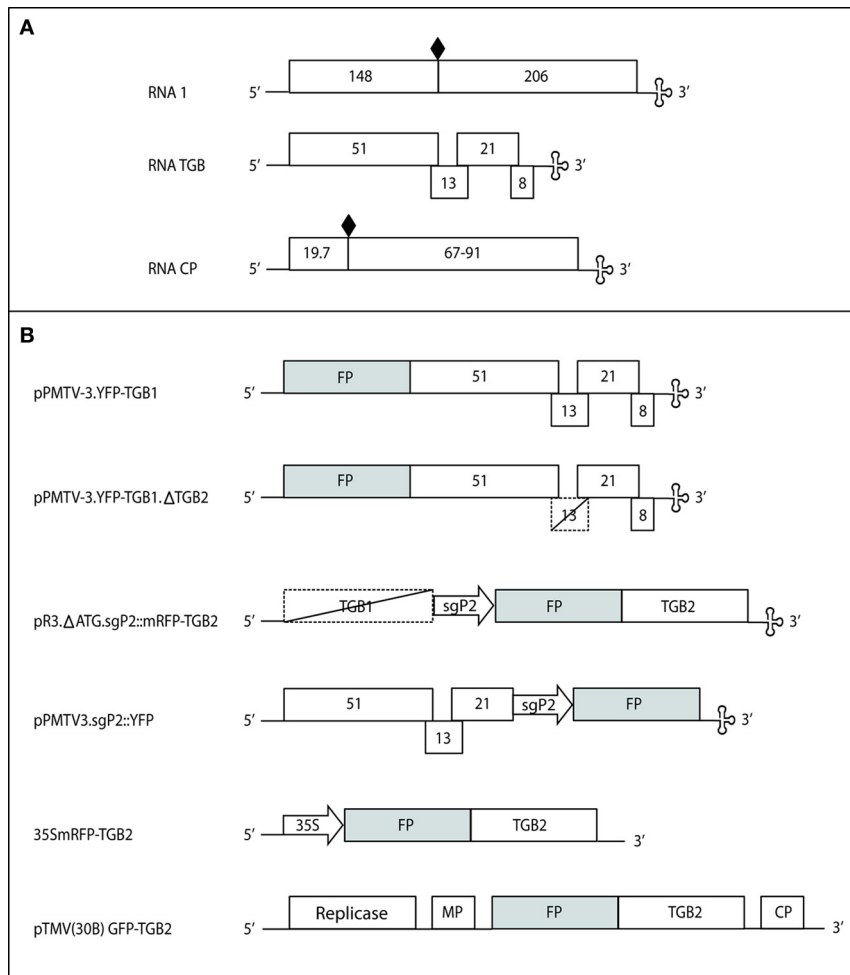 A
RNA 1 5′ 148 206 3′
RNA TGB 5′ 51 21 3′
13 8
RNA CP 5′ 19.7 67-91 3′
B
pPMTV-3.YFP-TGB1 5′ FP 51 21 3′
13 8
pPMTV-3.YFP-TGB1.ΔTGB2 5′ FP 51 21 3′
13 8
pR3.ΔATG.sgP2::mRFP-TGB2 5′ TGB1 sgP2 FP TGB2 3′
pPMTV3.sgP2::YFP 5′ 51 21 sgP2 FP 3′
13
35SmRFP-TGB2 5′ 35S FP TGB2 3′
pTMV(30B) GFP-TGB2 5′ Replicase MP FP TGB2 CP 3′